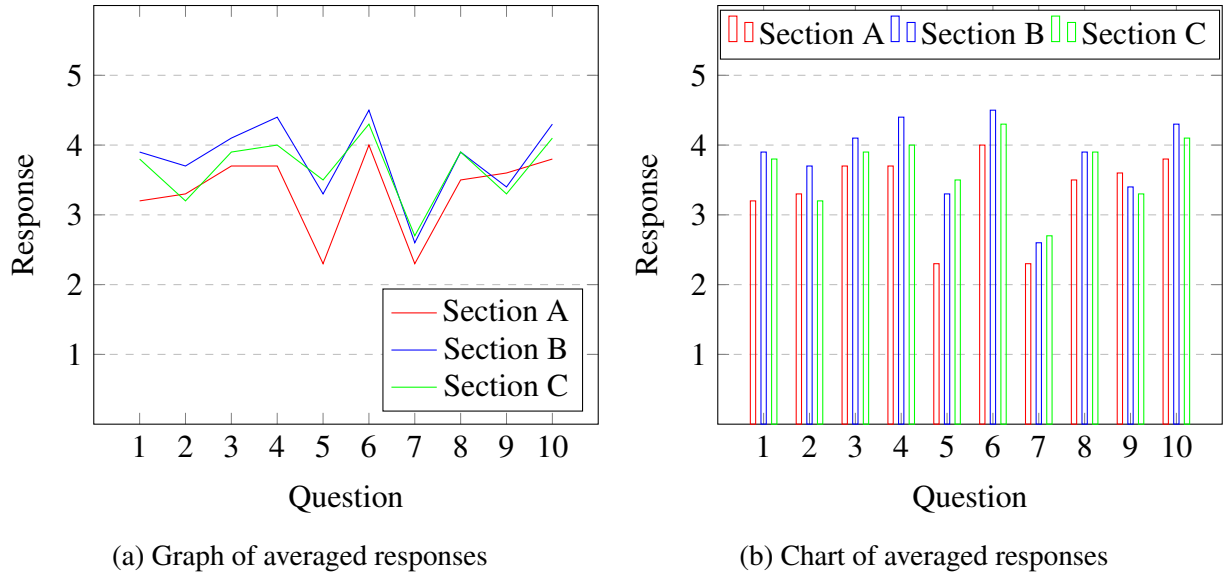 5
4
3
2
1
Response
1 2 3 4 5 6 7 8 9 10
Question
Section A
Section B
Section C
(a) Graph of averaged responses
Section A Section B Section C
5
4
3
2
1
Response
1 2 3 4 5 6 7 8 9 10
Question
(b) Chart of averaged responses